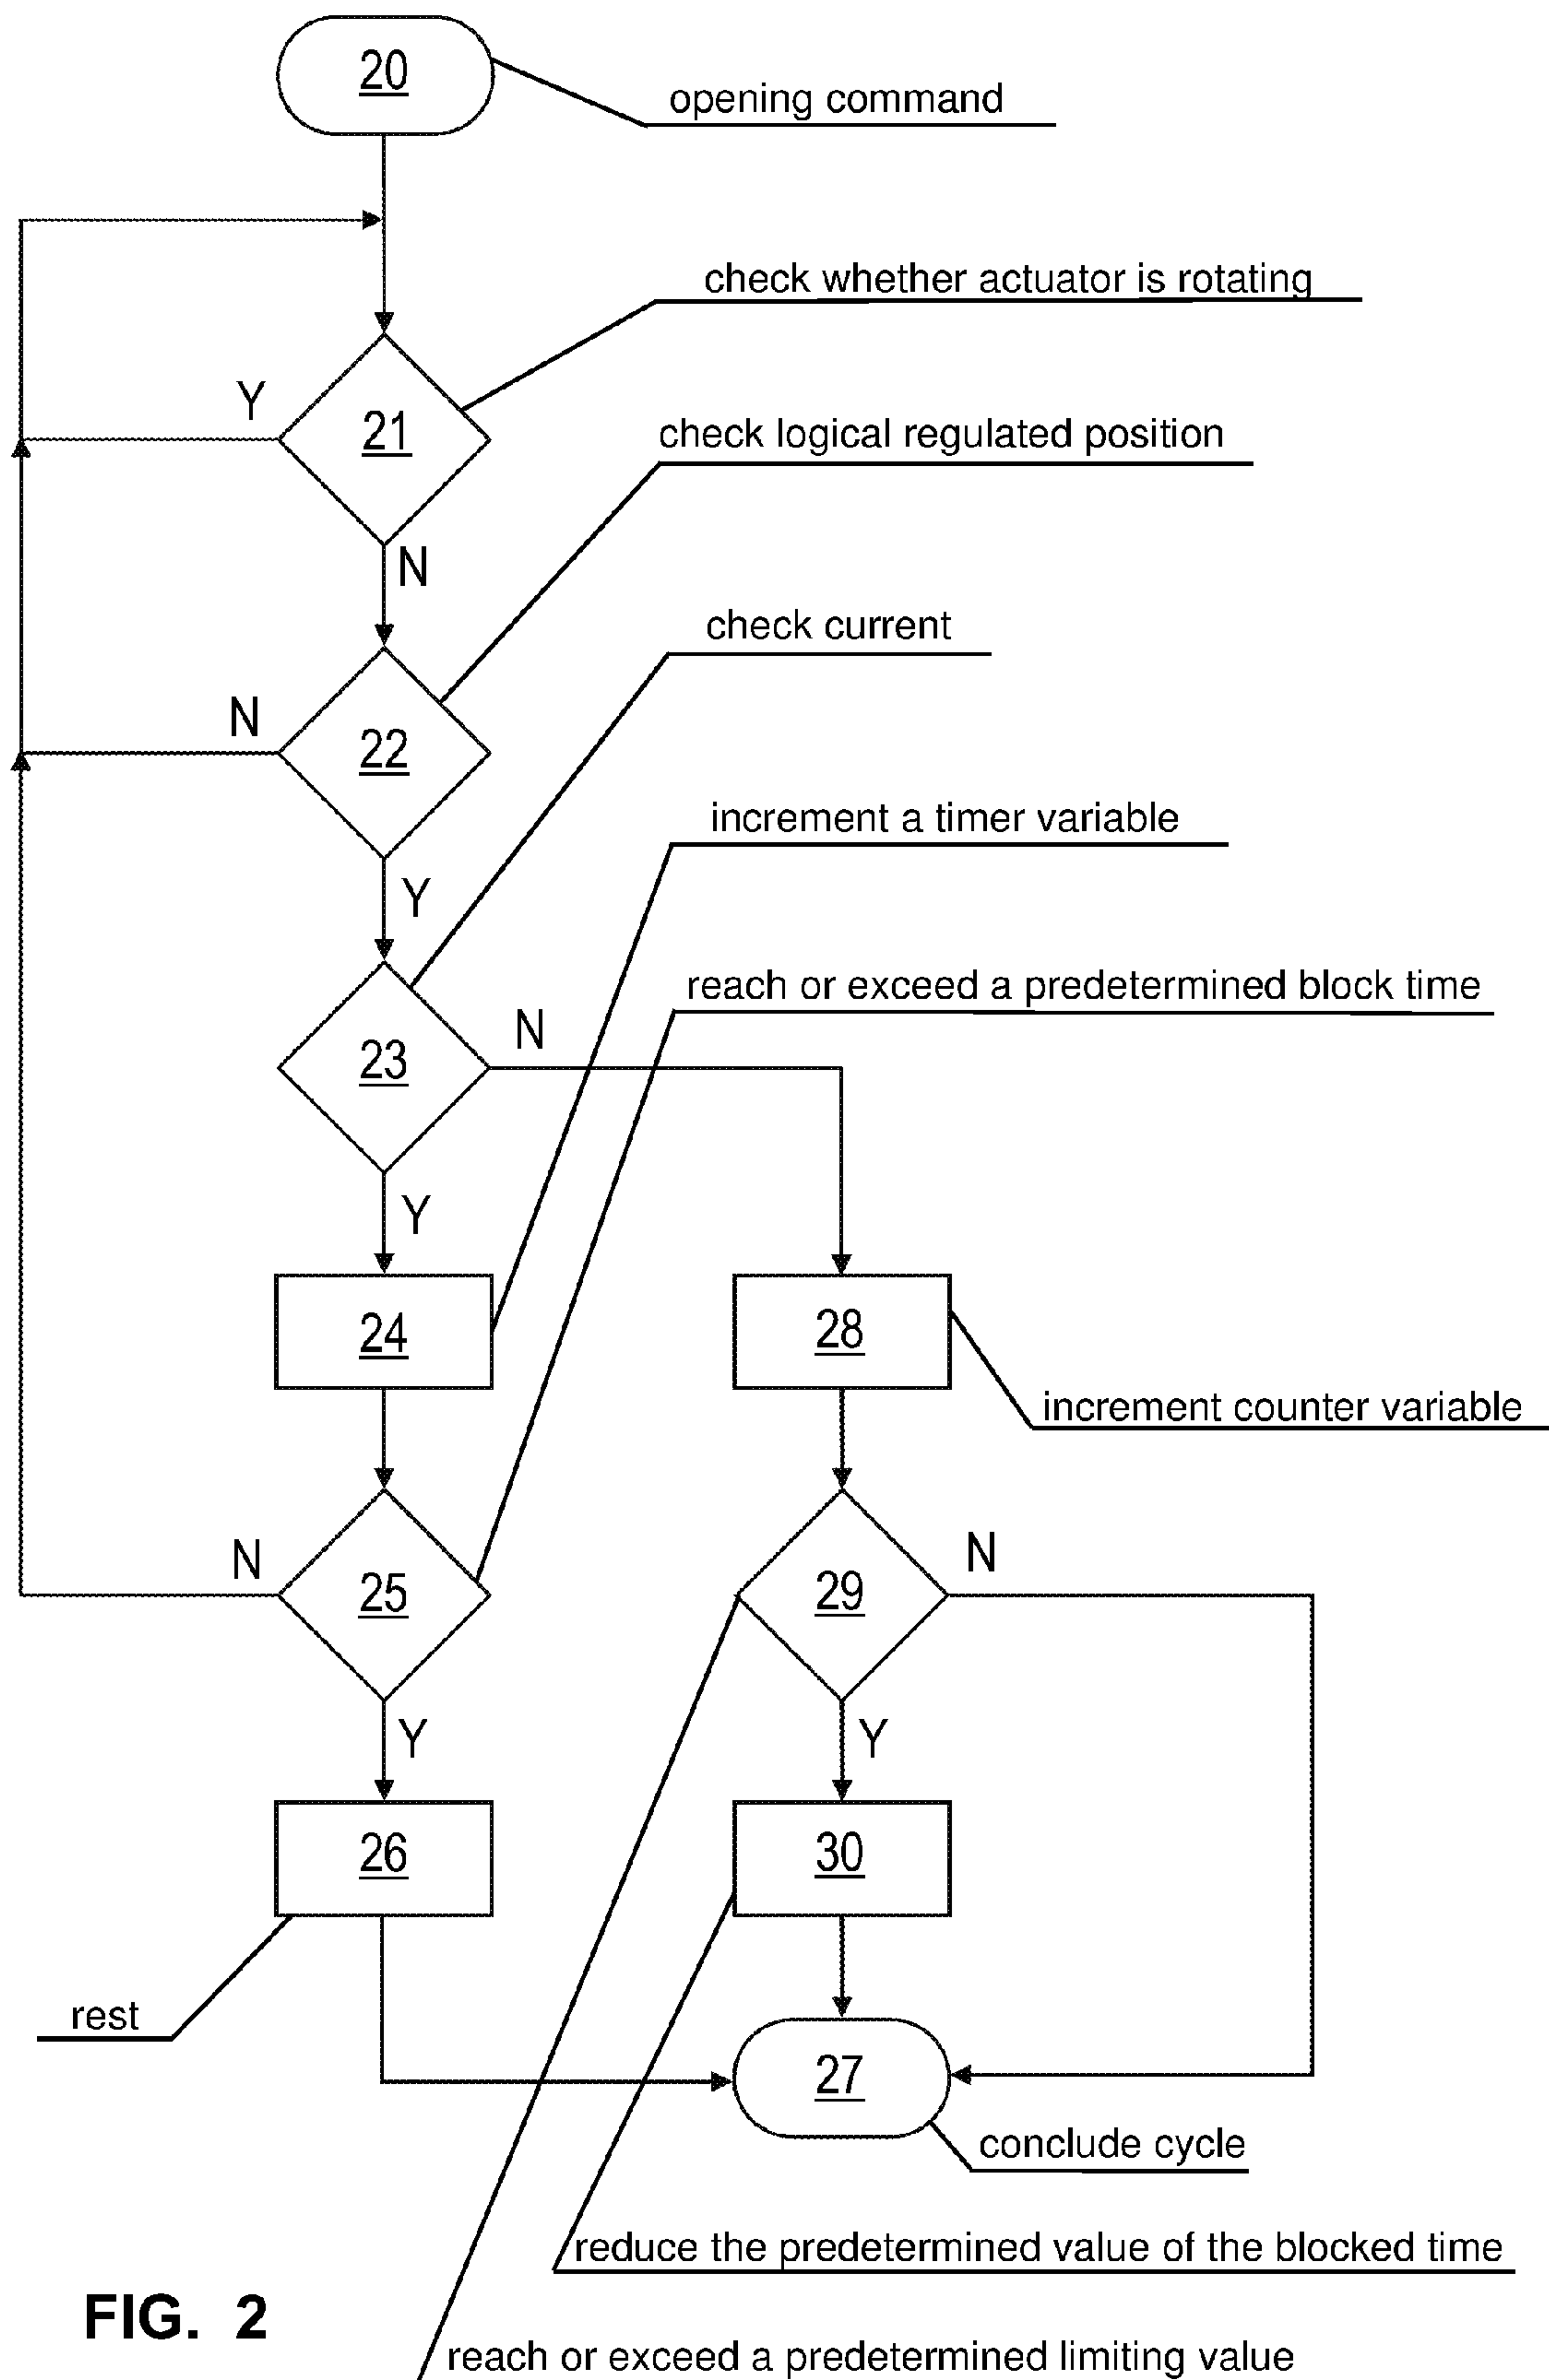 20
opening command
check whether actuator is rotating
Y
21
check logical regulated position
N
check current
N
22
increment a timer variable
Y
reach or exceed a predetermined block time
N
23
Y
24
28
increment counter variable
N
N
25
29
Y
Y
26
30
rest
27
conclude cycle
reduce the predetermined value of the blocked time
FIG. 2
reach or exceed a predetermined limiting value